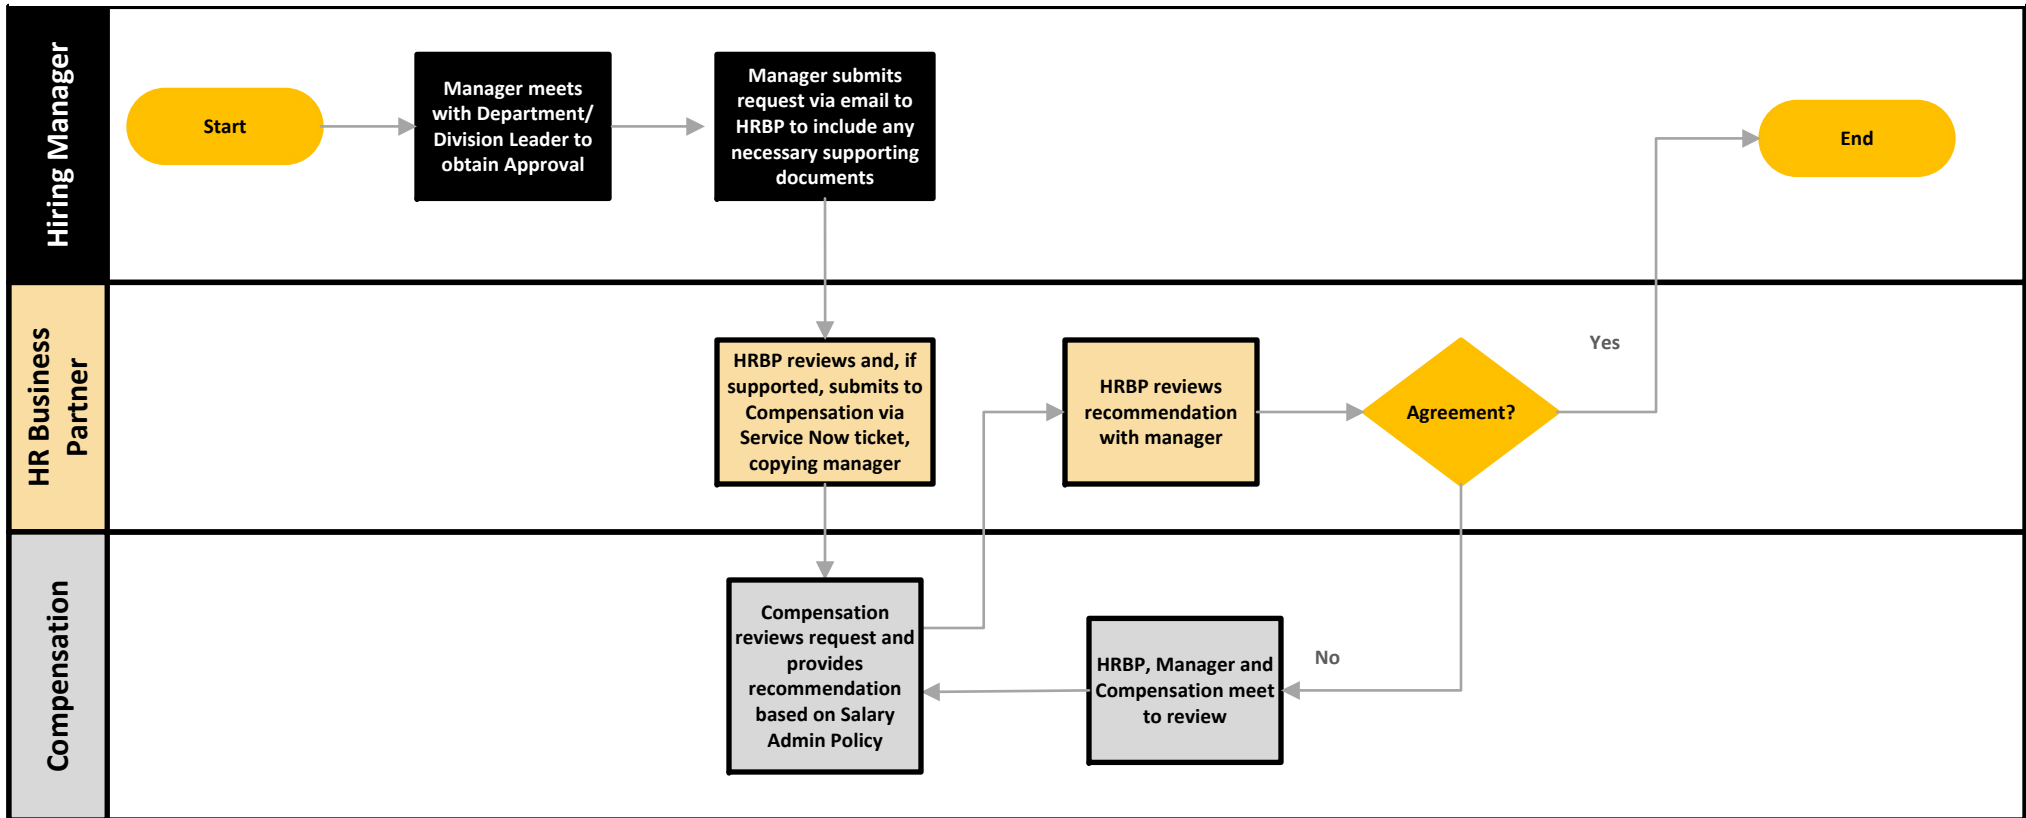 Hiring Manager
Start
Manager meets
with Department/
Division Leader to
obtain Approval
Manager submits
request via email to
HRBP to include any
necessary supporting
documents
End
HR Business
Partner
HRBP reviews and, if
supported, submits to
Compensation via
Service Now ticket,
copying manager
HRBP reviews
recommendation
with manager
Agreement?
Yes
Compensation
Compensation
reviews request and
provides
recommendation
based on Salary
Admin Policy
HRBP, Manager and
Compensation meet
to review
No